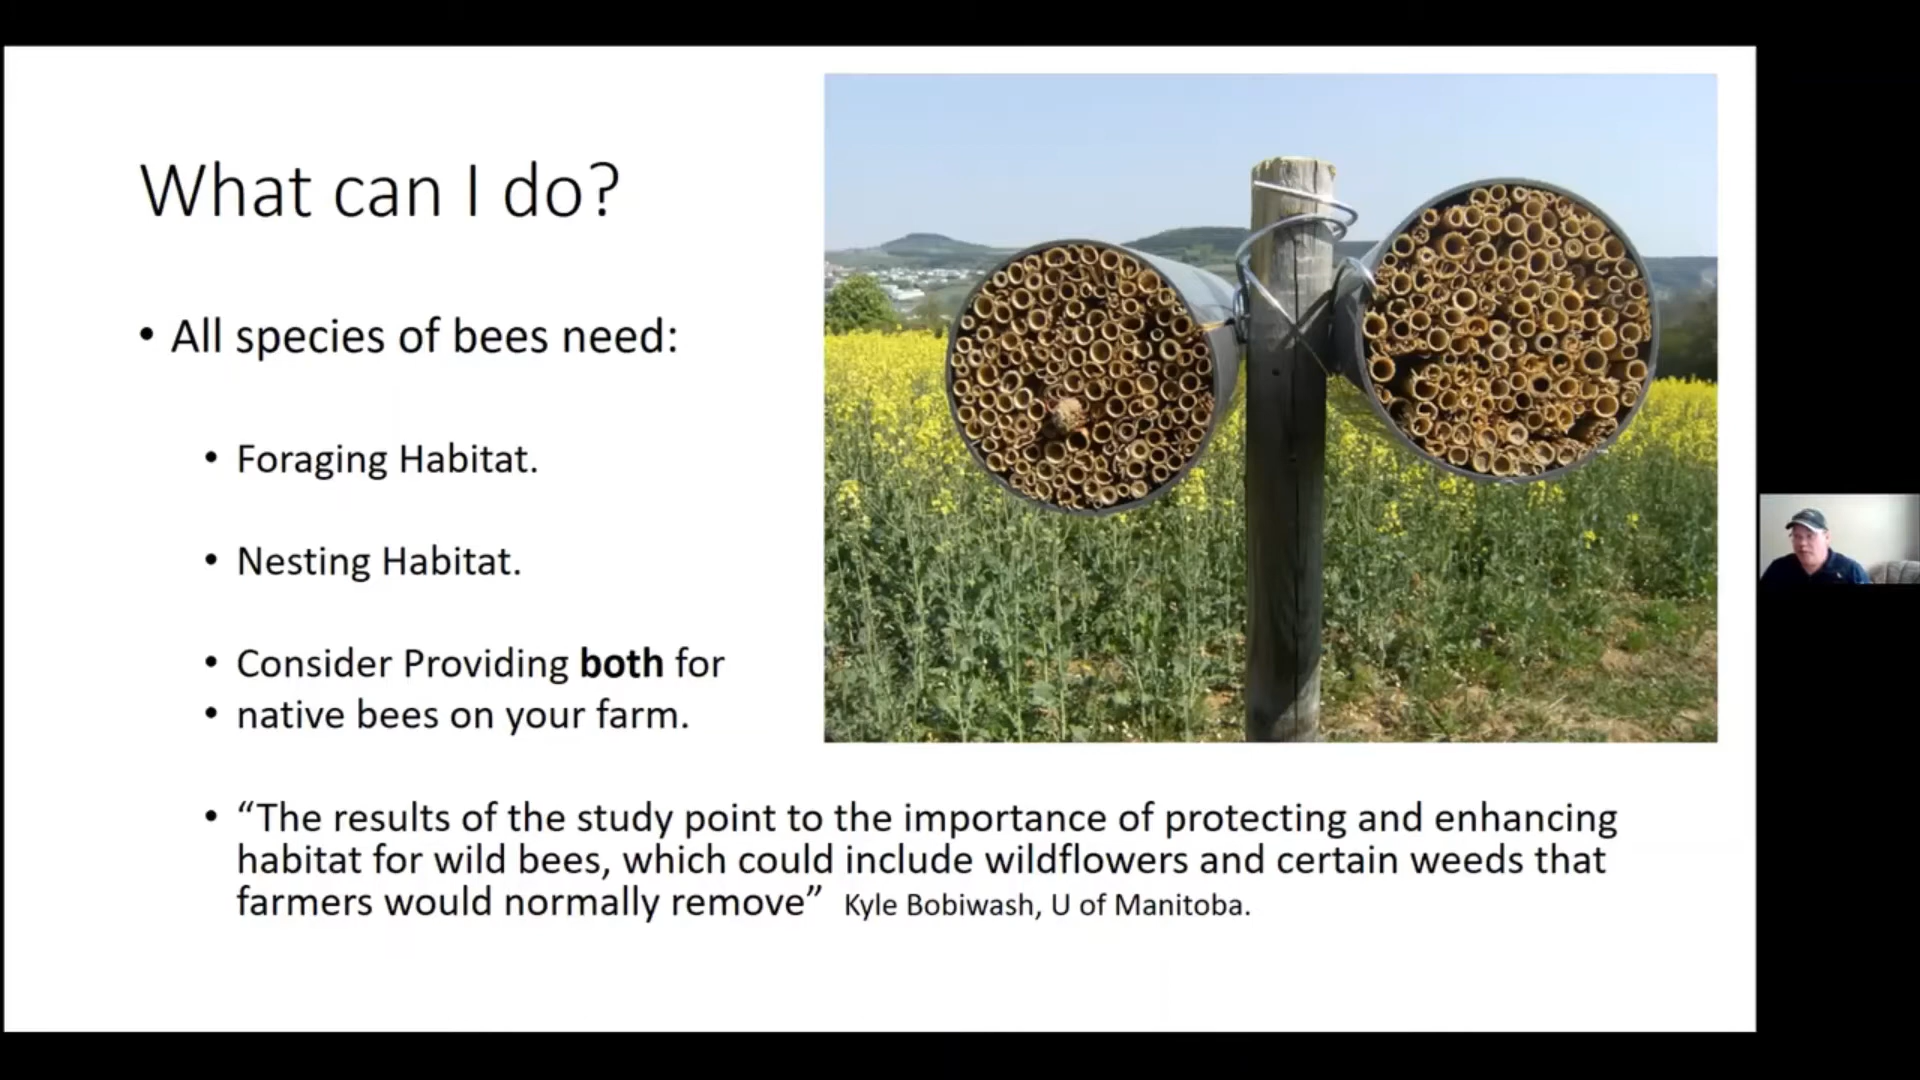 What can I do?
• All species of bees need:
• Foraging Habitat.
• Nesting Habitat.
• Consider Providing both for
• native bees on your farm.
• “The results of the study point to the importance of protecting and enhancing
habitat for wild bees, which could include wildflowers and certain weeds that
farmers would normally remove” Kyle Bobiwash, U of Manitoba.